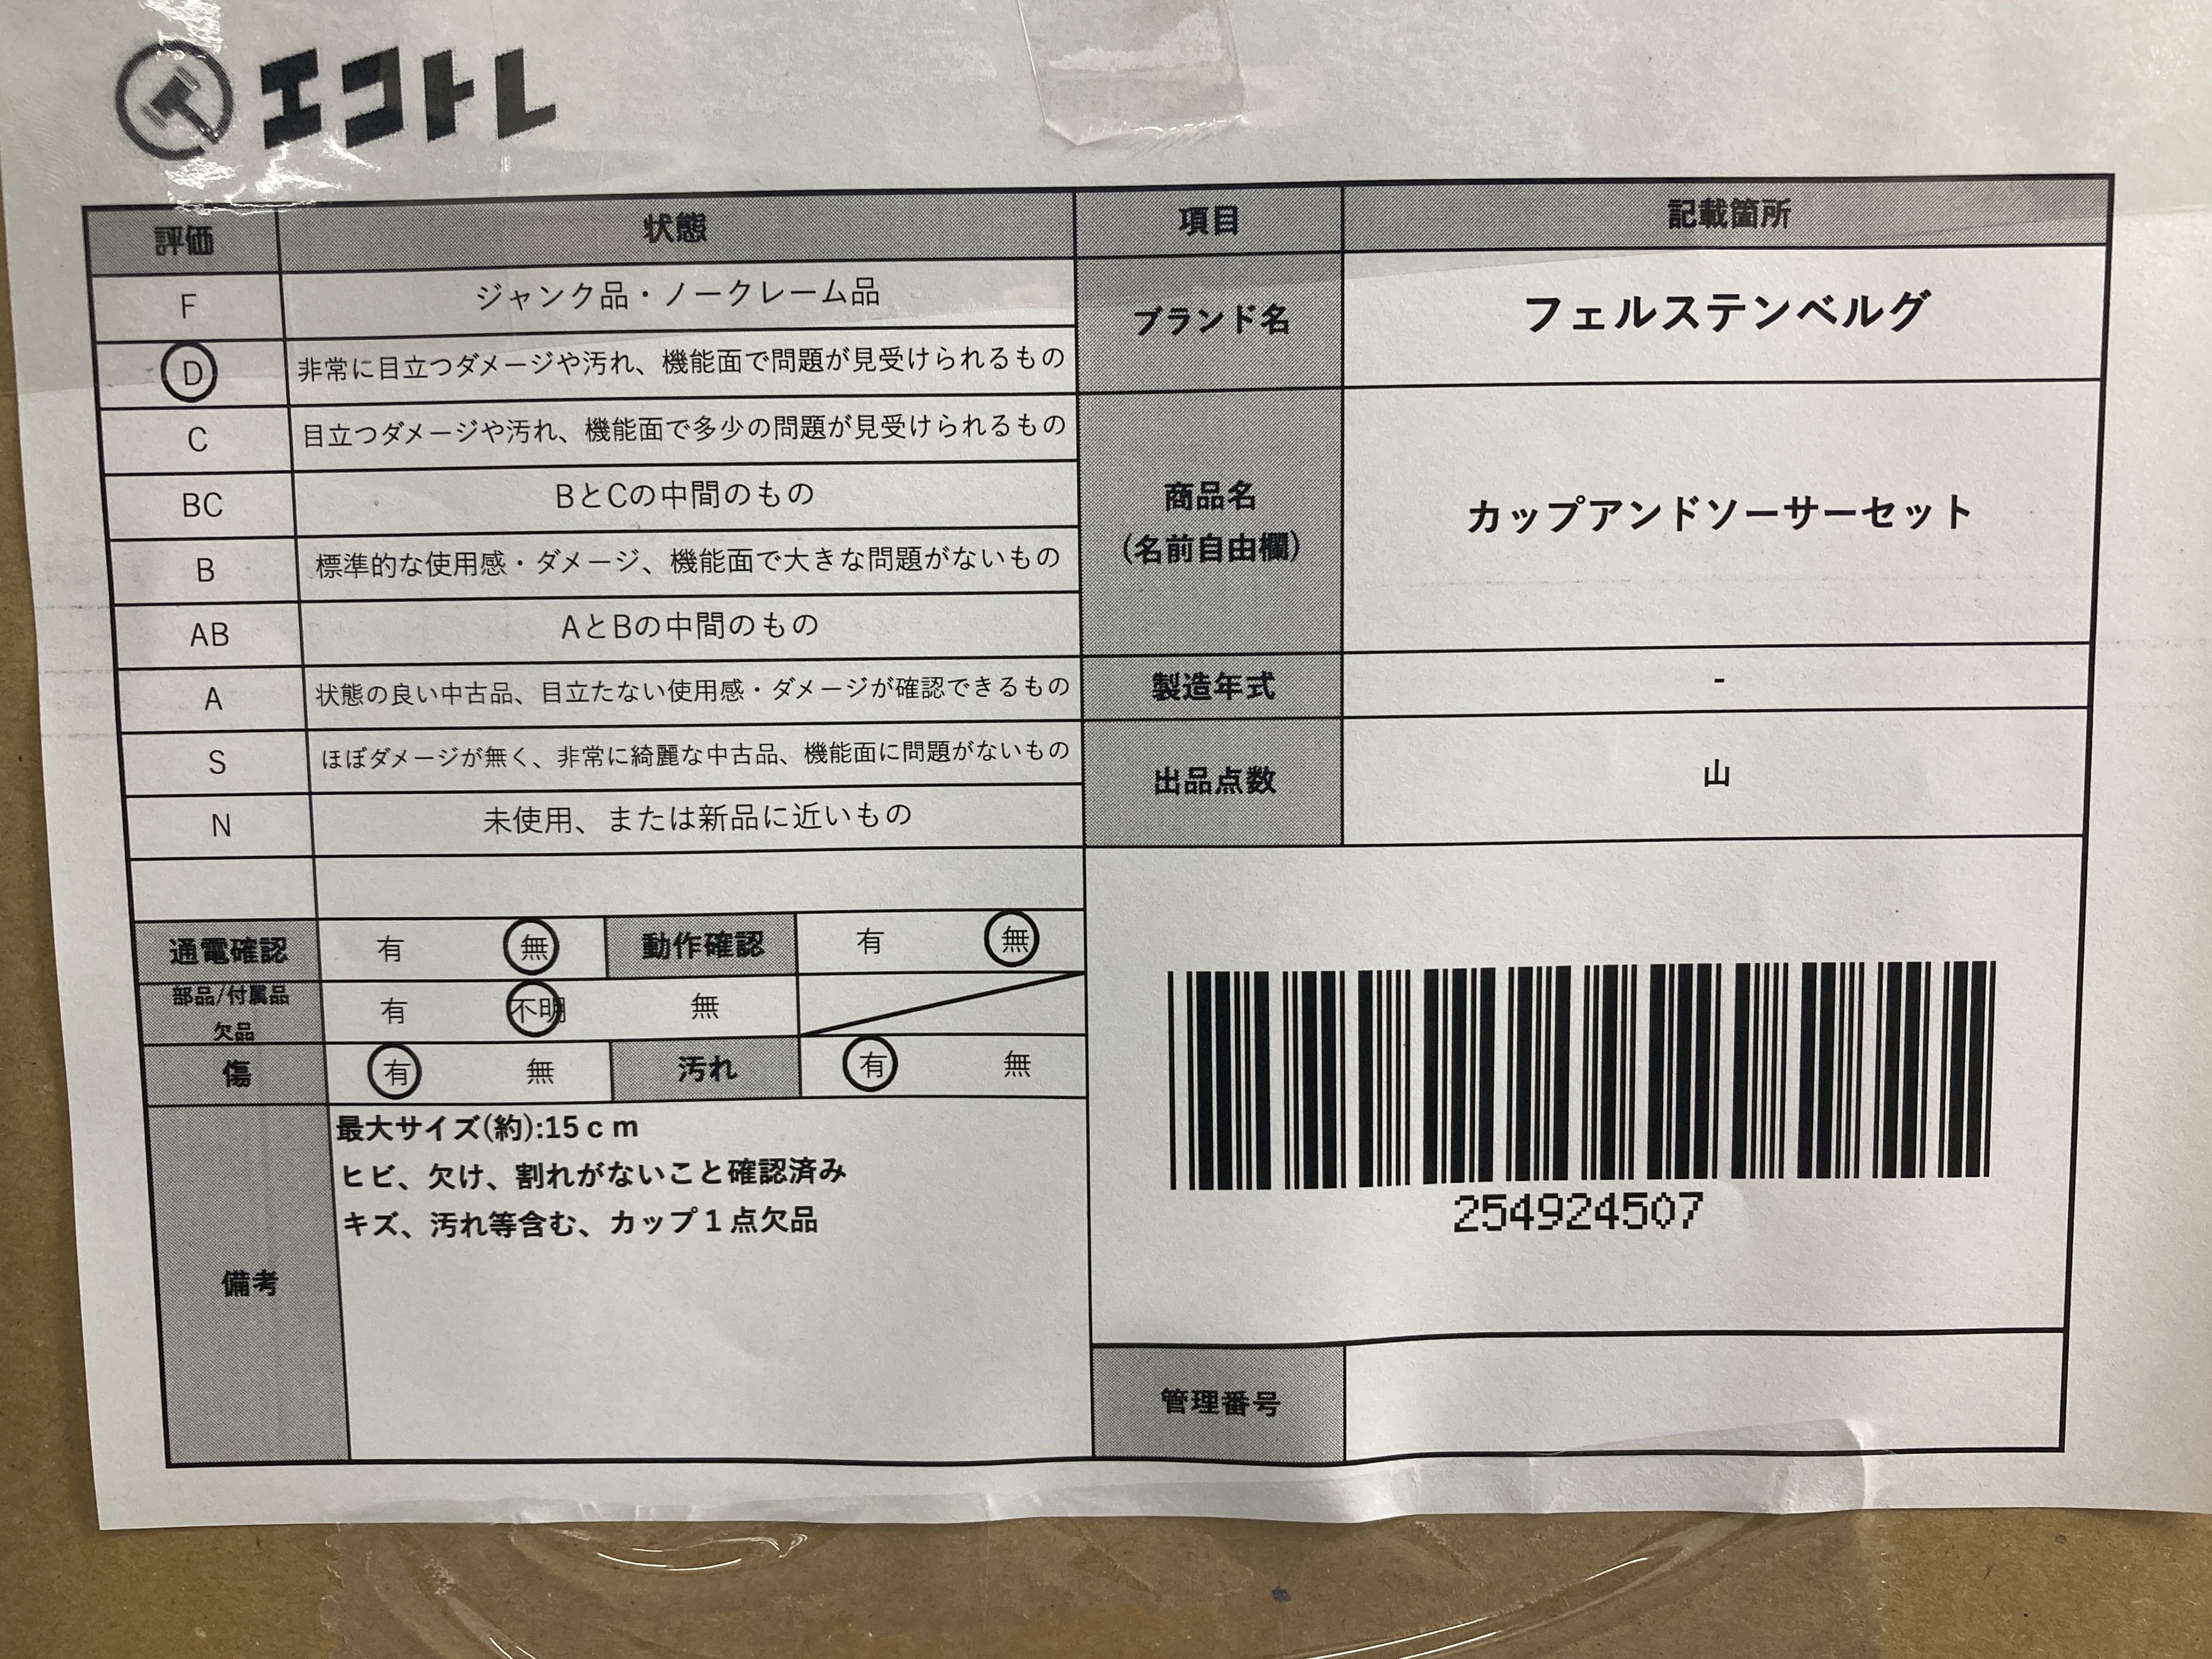 エコトレ
評価 状態 項目 記載箇所
F ジャンク品・ノークレーム品
D 非常に目立つダメージや汚れ、機能面で問題が見受けられるもの
C 目立つダメージや汚れ、機能面で多少の問題が見受けられるもの
BC BとCの中間のもの
B 標準的な使用感・ダメージ、機能面で大きな問題がないもの
AB AとBの中間のもの
A 状態の良い中古品、目立たない使用感・ダメージが確認できるもの
S ほぼダメージが無く、非常に綺麗な中古品、機能面に問題がないもの
N 未使用、または新品に近いもの
ブランド名 フェルステンベルグ
商品名
(名前自由欄)
カップアンドソーサーセット
製造年式 -
出品点数 山
通電確認 有 無 動作確認 有 無
部品/付属品
欠品
有 不明 無
傷 有 無 汚れ 有 無
備考
最大サイズ(約):15ｃｍ
ヒビ、欠け、割れがないこと確認済み
キズ、汚れ等含む、カップ１点欠品
254924507
管理番号